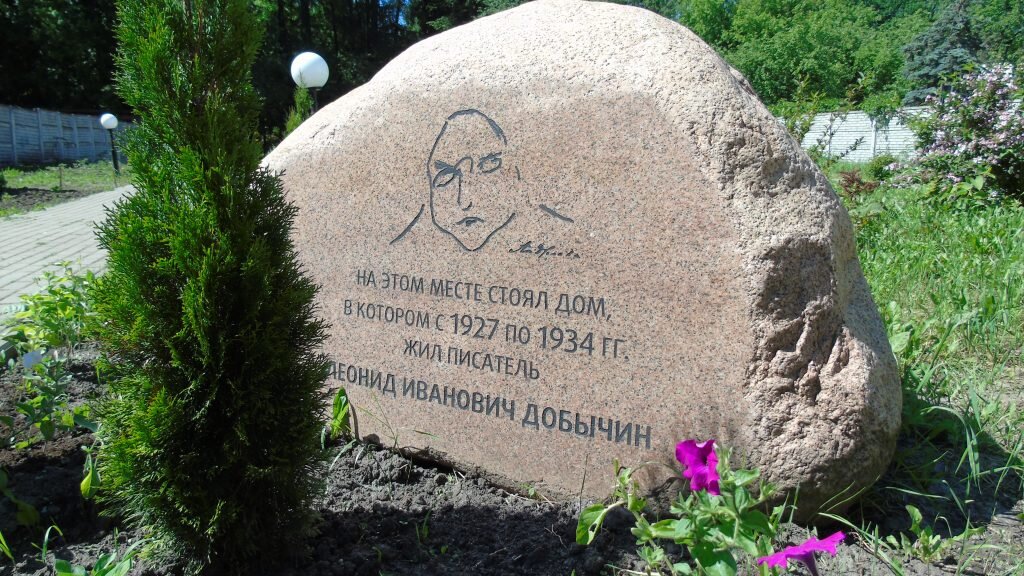 НА ЭТОМ МЕСТЕ СТОЯЛ ДОМ,
В КОТОРОМ С 1927 ПО 1934 ГГ.
ЖИЛ ПИСАТЕЛЬ
ЛЕОНИД ИВАНОВИЧ ДОБЫЧИН